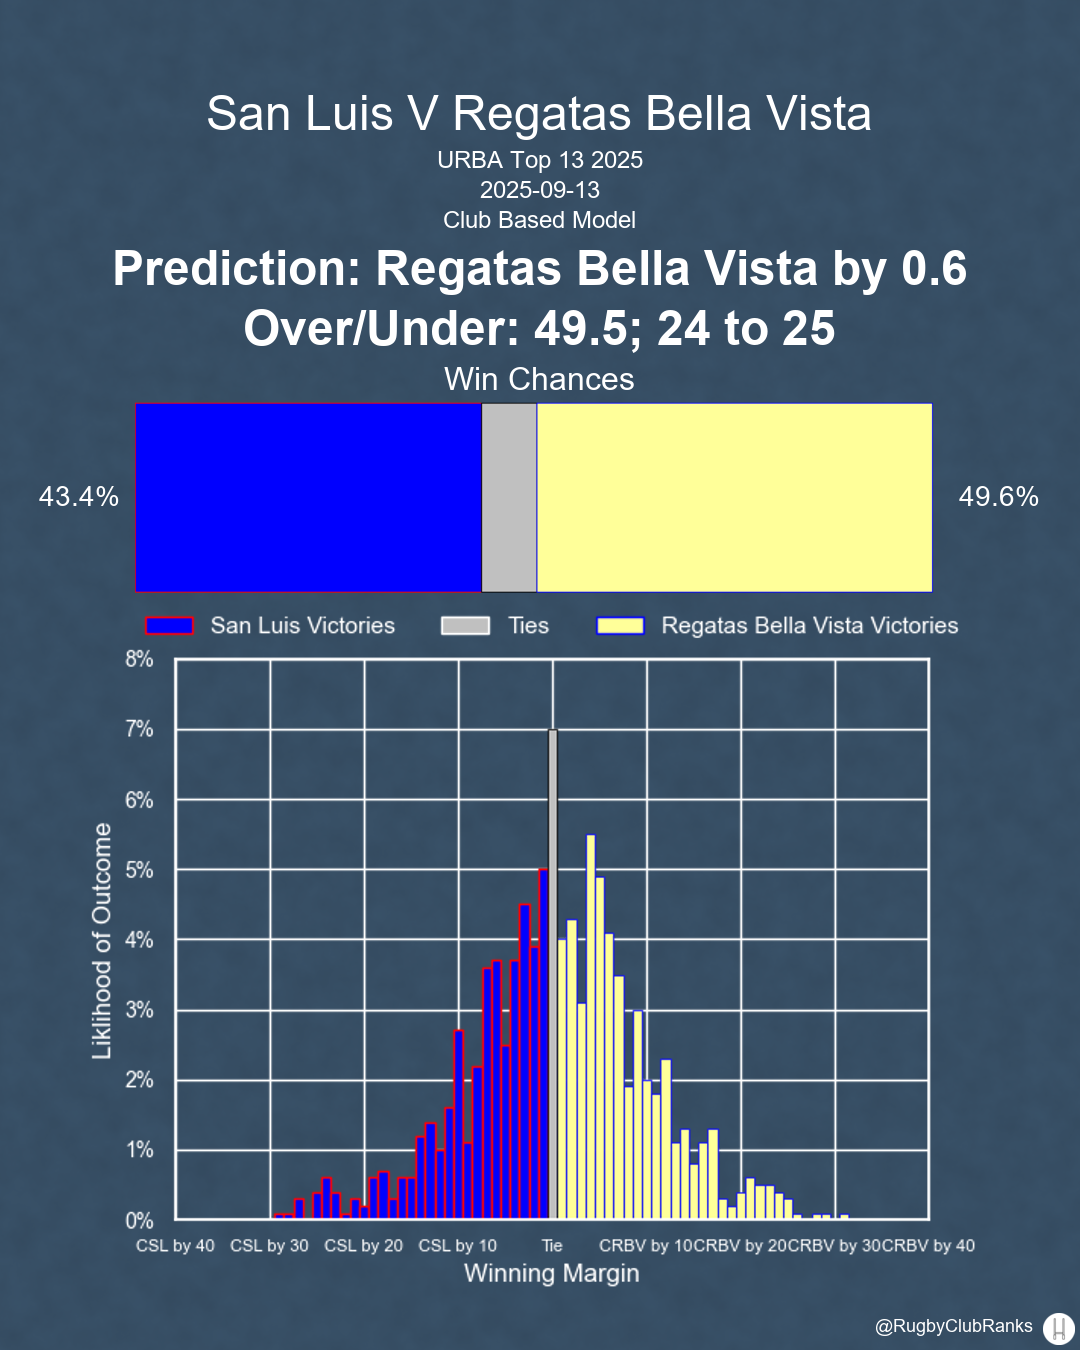 San Luis V Regatas Bella Vista
URBA Top 13 2025
2025-09-13
Club Based Model
Prediction: Regatas Bella Vista by 0.6
Over/Under: 49.5; 24 to 25
Win Chances
43.4%
49.6%
San Luis Victories
Ties
Regatas Bella Vista Victories
8%
7%
6%
5%
4%
3%
2%
1%
0%
Liklihood of Outcome
CSL by 40 CSL by 30 CSL by 20 CSL by 10 Tie CRBV by 10 CRBV by 20 CRBV by 30 CRBV by 40
Winning Margin
@RugbyClubRanks